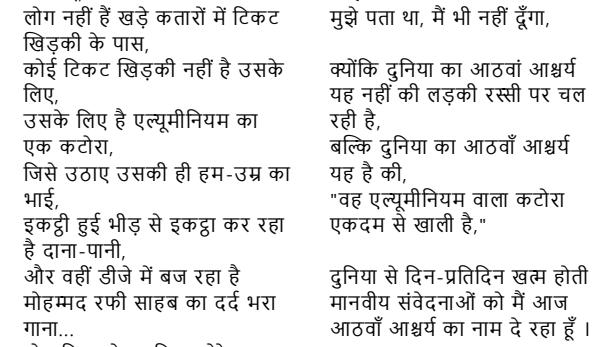 लोग नहीं हैं खड़े कतारों में टिकट
खिड़की के पास,
कोई टिकट खिड़की नहीं है उसके
लिए,
उसके लिए है एल्यूमीनियम का
एक कटोरा,
जिसे उठाए उसकी ही हम-उम्र का
भाई,
इकट्ठी हुई भीड़ से इकट्ठा कर रहा
है दाना-पानी,
और वहीं डीजे में बज रहा है
मोहम्मद रफी साहब का दर्द भरा
गाना...
मुझे पता था, मैं भी नहीं दूँगा,
क्योंकि दुनिया का आठवां आश्चर्य
यह नहीं की लड़की रस्सी पर चल
रही है,
बल्कि दुनिया का आठवाँ आश्चर्य
यह है की,
"वह एल्यूमीनियम वाला कटोरा
एकदम से खाली है,"
दुनिया से दिन-प्रतिदिन खत्म होती
मानवीय संवेदनाओं को मैं आज
आठवाँ आश्चर्य का नाम दे रहा हूँ ।